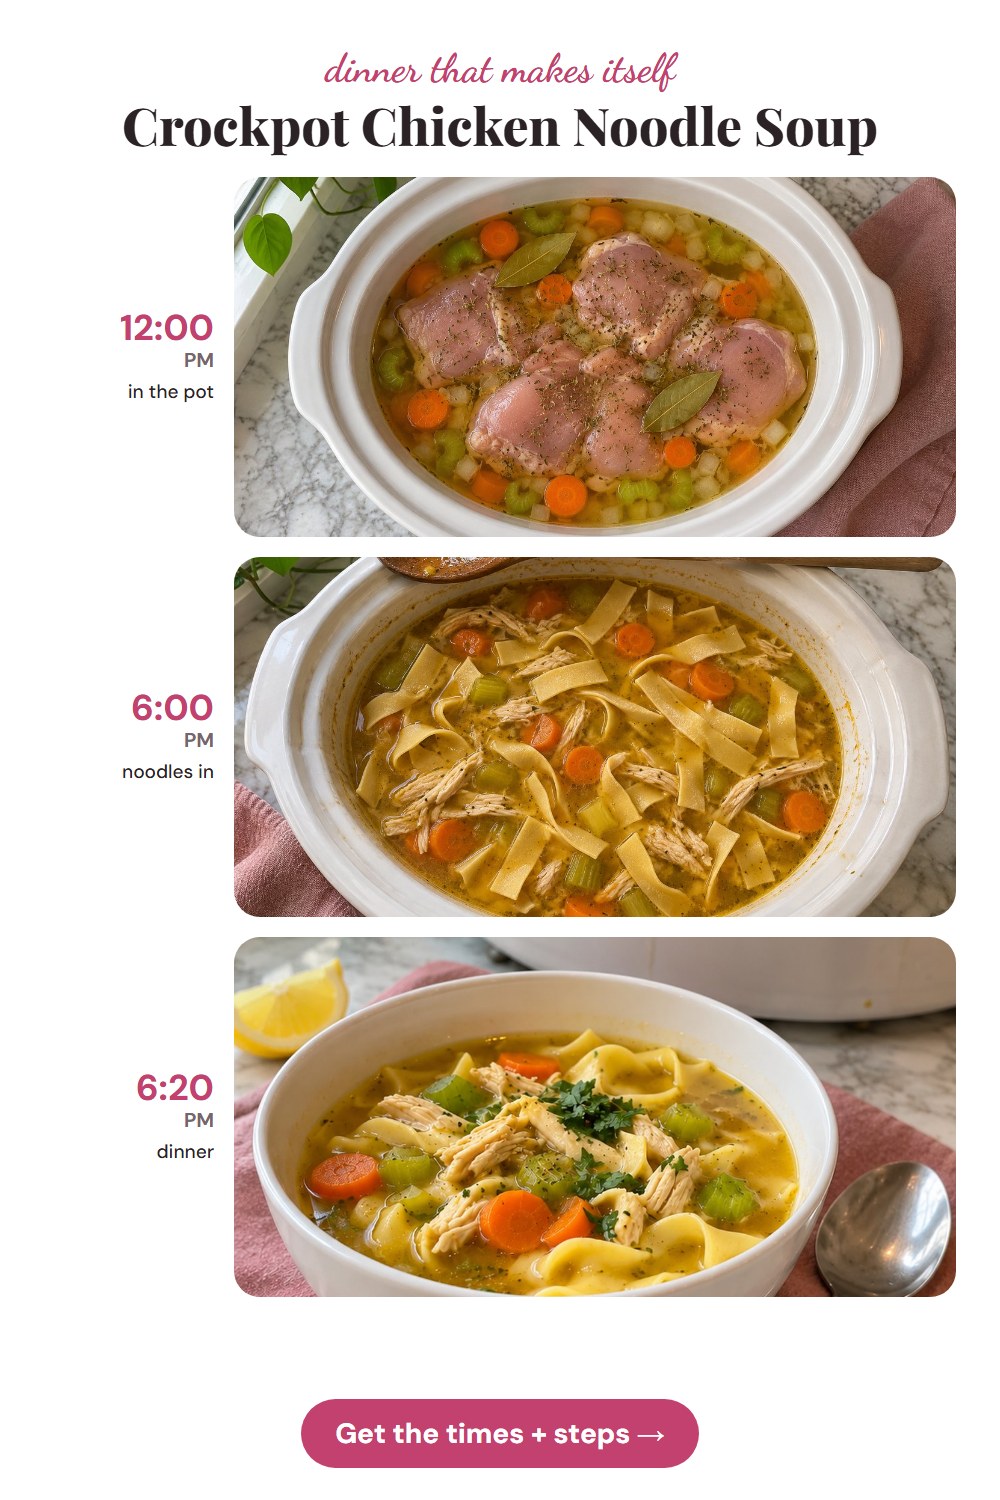 dinner that makes itself
Crockpot Chicken Noodle Soup
12:00
PM
in the pot
6:00
PM
noodles in
6:20
PM
dinner
Get the times + steps →